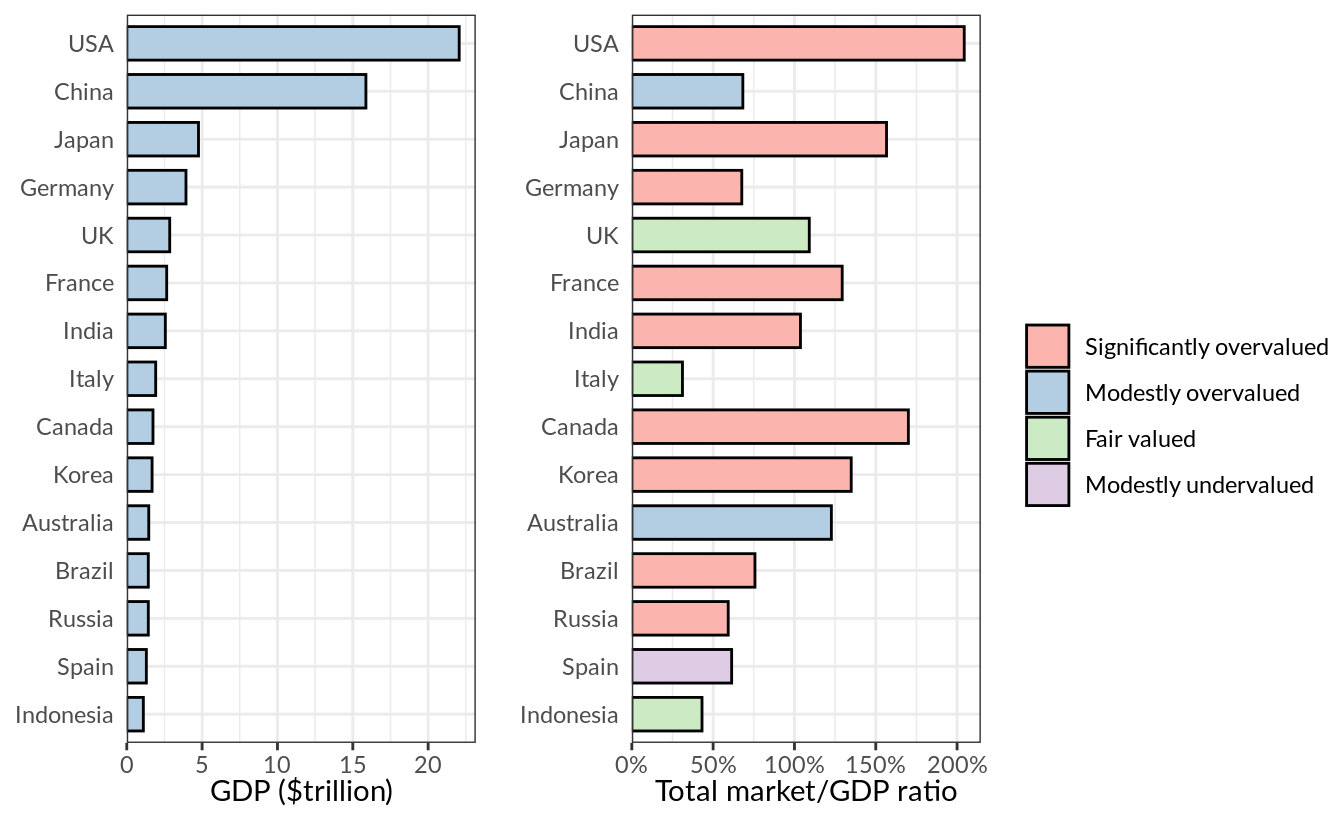 USA
China
Japan
Germany
UK
France
India
Italy
Canada
Korea
Australia
Brazil
Russia
Spain
Indonesia
0 5 10 15 20
GDP ($trillion)
USA
China
Japan
Germany
UK
France
India
Italy
Canada
Korea
Australia
Brazil
Russia
Spain
Indonesia
0% 50% 100% 150% 200%
Total market/GDP ratio
Significantly overvalued
Modestly overvalued
Fair valued
Modestly undervalued